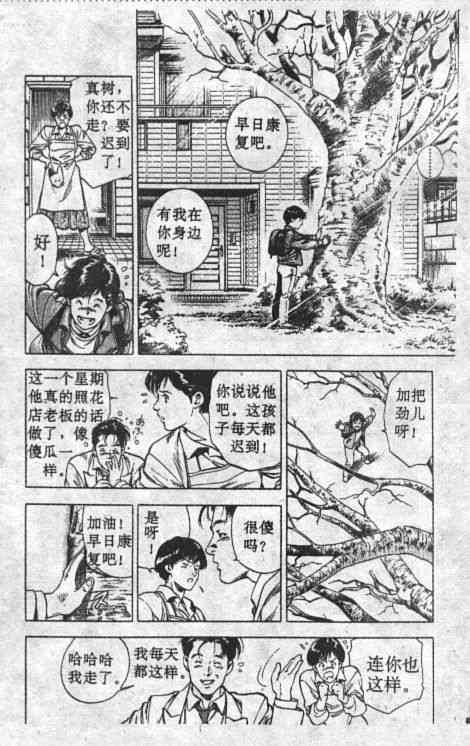 真树，
你还不
走？要
迟到
了！
好！
早日康
复吧。
有我在
你身边
呢！
……
这一个星期
他真的照花
店老板的话
做了，像
傻瓜一
样。
你说说他
吧。这孩
子每天都
迟到！
加把
劲儿
呀！
加油！
早日康
复吧！
是
呀！
很傻
吗？
哈哈哈
我走了。
我每天
都这样。
连你也
这样。